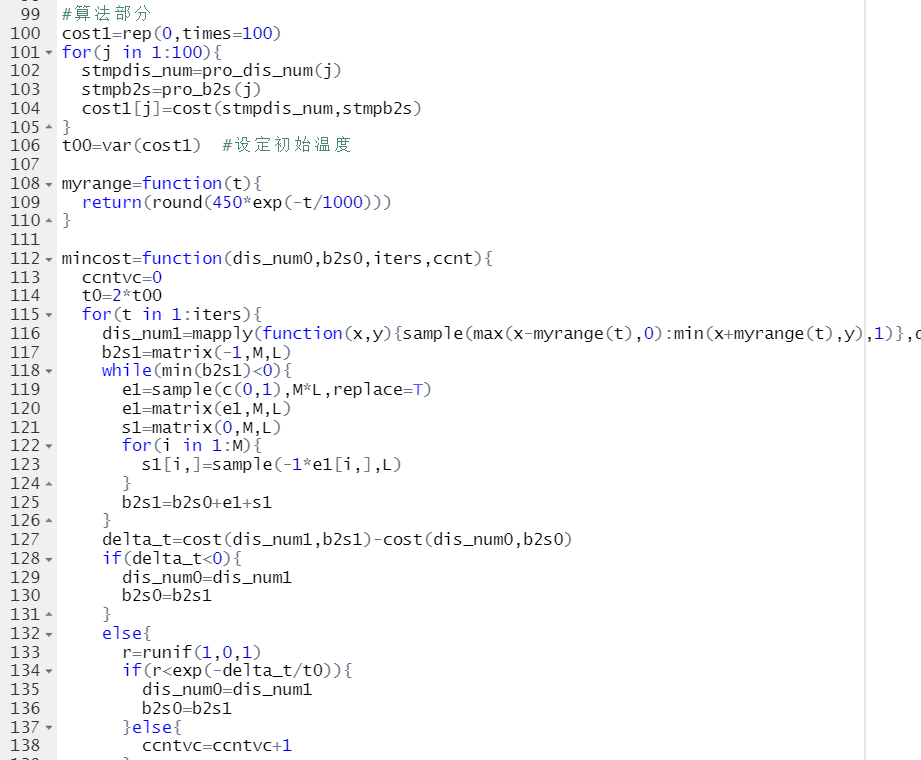 99 #算法部分
100 cost1=rep(0,times=100)
101 for(j in 1:100){
102 stmpdis_num=pro_dis_num(j)
103 stmpb2s=pro_b2s(j)
104 cost1[j]=cost(stmpdis_num,stmpb2s)
105 }
106 t00=var(cost1) #设定初始温度
107
108 myrange=function(t){
109 return(round(450*exp(-t/1000)))
110 }
111
112 mincost=function(dis_num0,b2s0,iters,ccnt){
113 ccntvc=0
114 t0=2*t00
115 for(t in 1:iters){
116 dis_num1=mapply(function(x,y){sample(max(x-myrange(t),0):min(x+myrange(t),y),1)},
117 b2s1=matrix(-1,M,L)
118 while(min(b2s1)<0){
119 e1=sample(c(0,1),M*L,replace=T)
120 e1=matrix(e1,M,L)
121 s1=matrix(0,M,L)
122 for(i in 1:M){
123 s1[i,]=sample(-1*e1[i,],L)
124 }
125 b2s1=b2s0+e1+s1
126 }
127 delta_t=cost(dis_num1,b2s1)-cost(dis_num0,b2s0)
128 if(delta_t<0){
129 dis_num0=dis_num1
130 b2s0=b2s1
131 }
132 else{
133 r=runif(1,0,1)
134 if(r<exp(-delta_t/t0)){
135 dis_num0=dis_num1
136 b2s0=b2s1
137 }else{
138 ccntvc=ccntvc+1